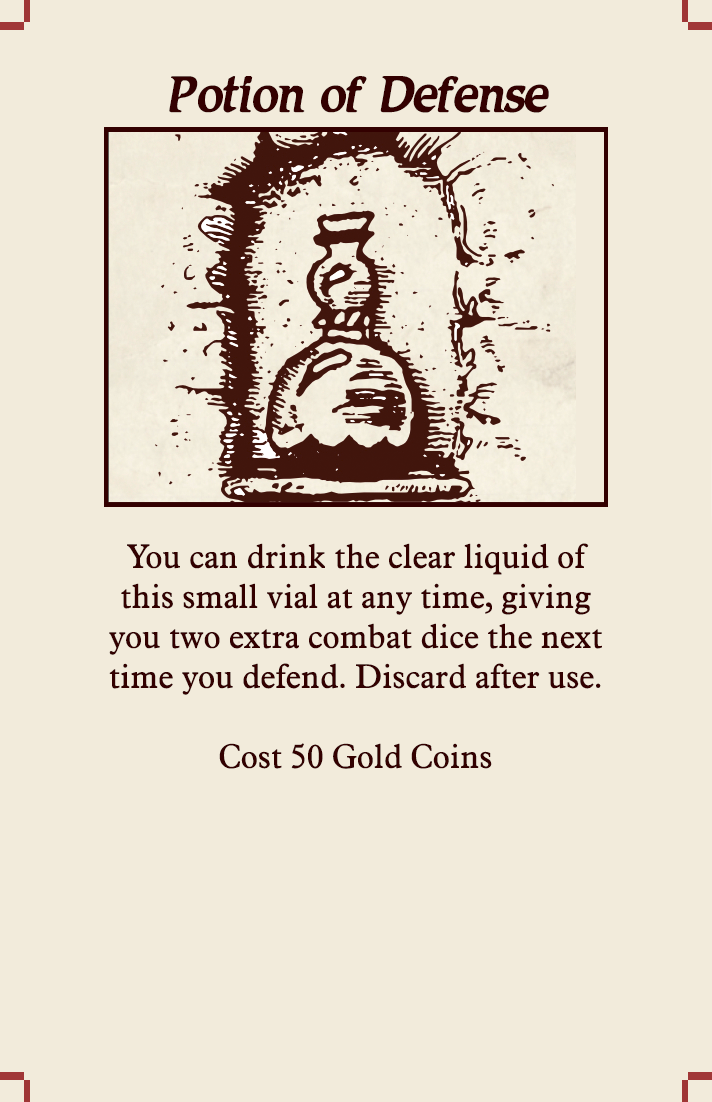 Potion of Defense
You can drink the clear liquid of
this small vial at any time, giving
you two extra combat dice the next
time you defend. Discard after use.
Cost 50 Gold Coins